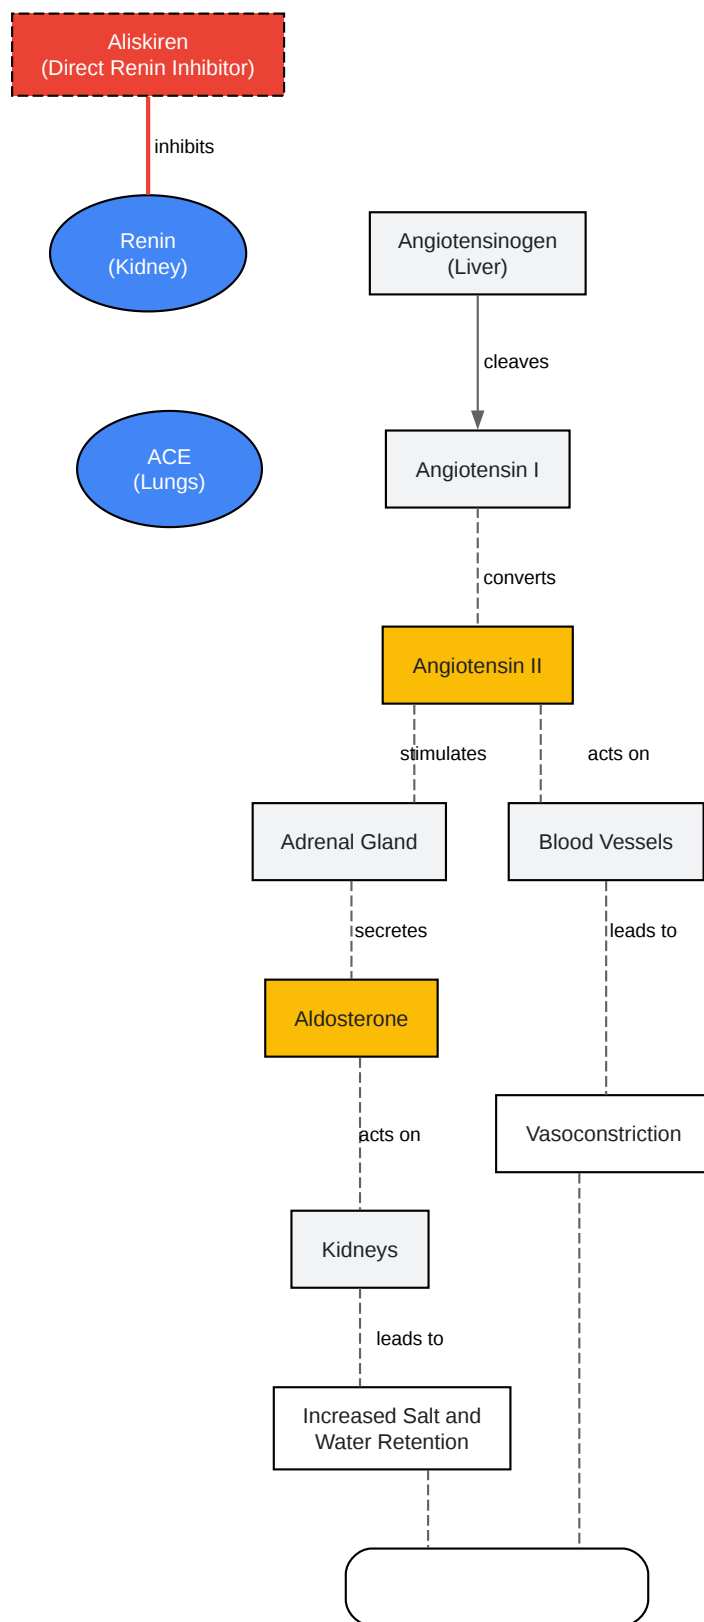 Aliskiren
(Direct Renin Inhibitor)
inhibits
Renin
(Kidney)
Angiotensinogen
(Liver)
cleaves
ACE
(Lungs)
Angiotensin I
converts
Angiotensin II
stimulates
acts on
Adrenal Gland
Blood Vessels
secretes
leads to
Aldosterone
acts on
Vasoconstriction
Kidneys
leads to
Increased Salt and
Water Retention